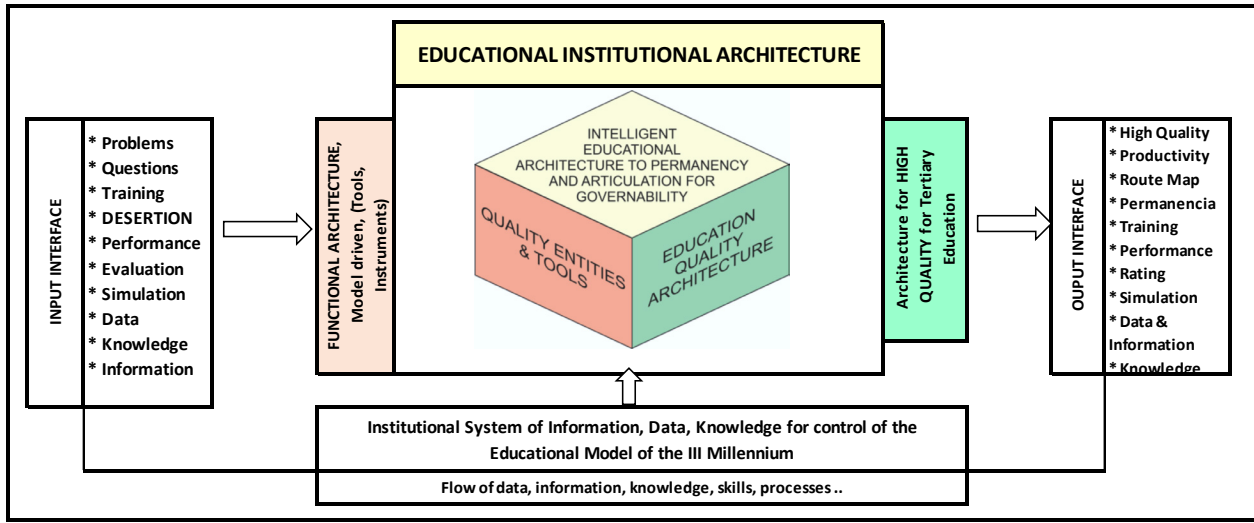 EDUCATIONAL INSTITUTIONAL ARCHITECTURE
INPUT INTERFACE
* Problems
* Questions
* Training
* DESERTION
* Performance
* Evaluation
* Simulation
* Data
* Knowledge
* Information
FUNCTIONAL ARCHITECTURE,
Model driven, (Tools,
Instruments)
INTELLIGENT
EDUCATIONAL
ARCHITECTURE TO PERMANENCY
AND ARTICULATION FOR
GOVERNABILITY
QUALITY ENTITIES
& TOOLS
EDUCATION
QUALITY
ARCHITECTURE
Architecture for HIGH
QUALITY for Tertiary
Education
OUPUT INTERFACE
* High Quality
* Productivity
* Route Map
* Permanencia
* Training
* Performance
* Rating
* Simulation
* Data &
Information
* Knowledge
Institutional System of Information, Data, Knowledge for control of the
Educational Model of the III Millennium
Flow of data, information, knowledge, skills, processes ..